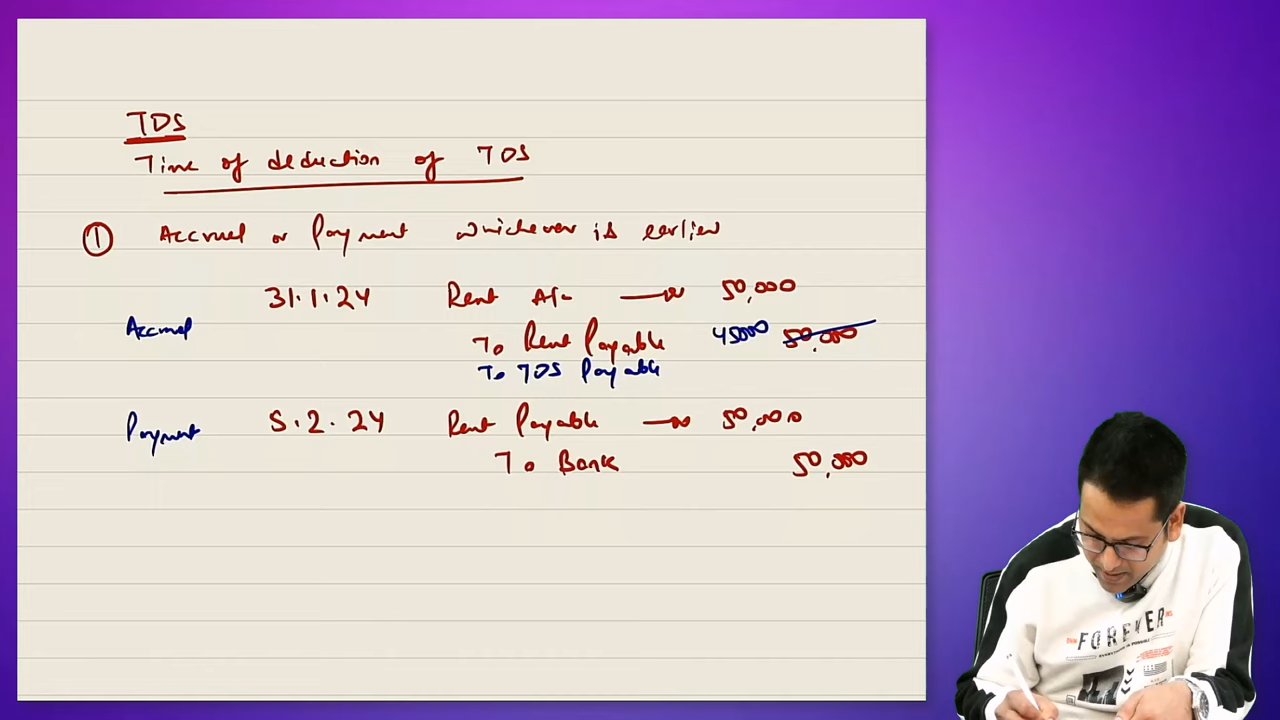 TDS
Time of deduction of TDS
① Accrual or Payment whichever is earlier
31.1.24 Rent A/c → 50,000
Accrual To Rent Payable 45000 50,000
To TDS Payable
Payment 5.2.24 Rent Payable → 50,000
To Bank 50,000
FOREVER